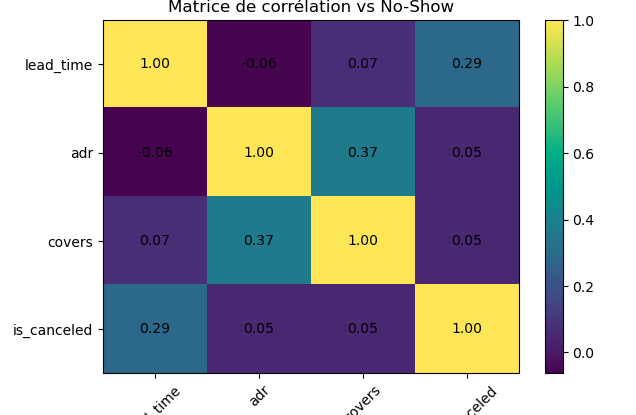 Matrice de corrélation vs No-Show
lead_time 1.00 -0.06 0.07 0.29
adr -0.06 1.00 0.37 0.05
covers 0.07 0.37 1.00 0.05
is_canceled 0.29 0.05 0.05 1.00
adr
1.0
0.8
0.6
0.4
0.2
0.0